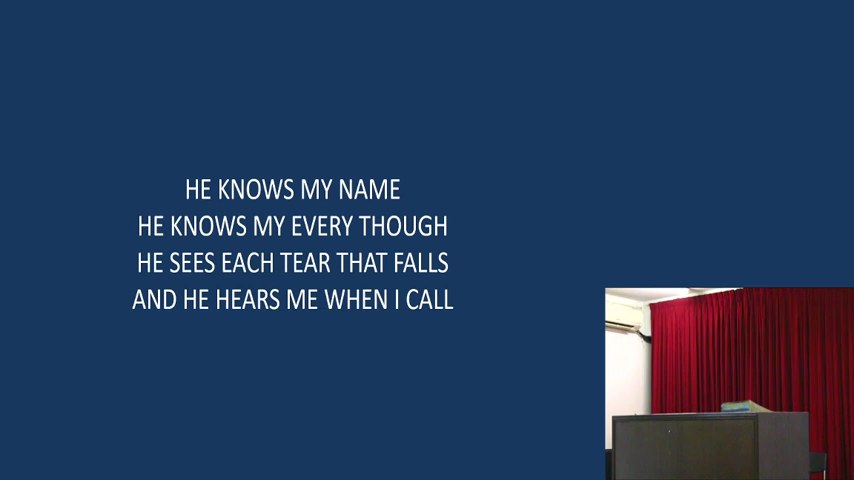 HE KNOWS MY NAME
HE KNOWS MY EVERY THOUGH
HE SEES EACH TEAR THAT FALLS
AND HE HEARS ME WHEN I CALL